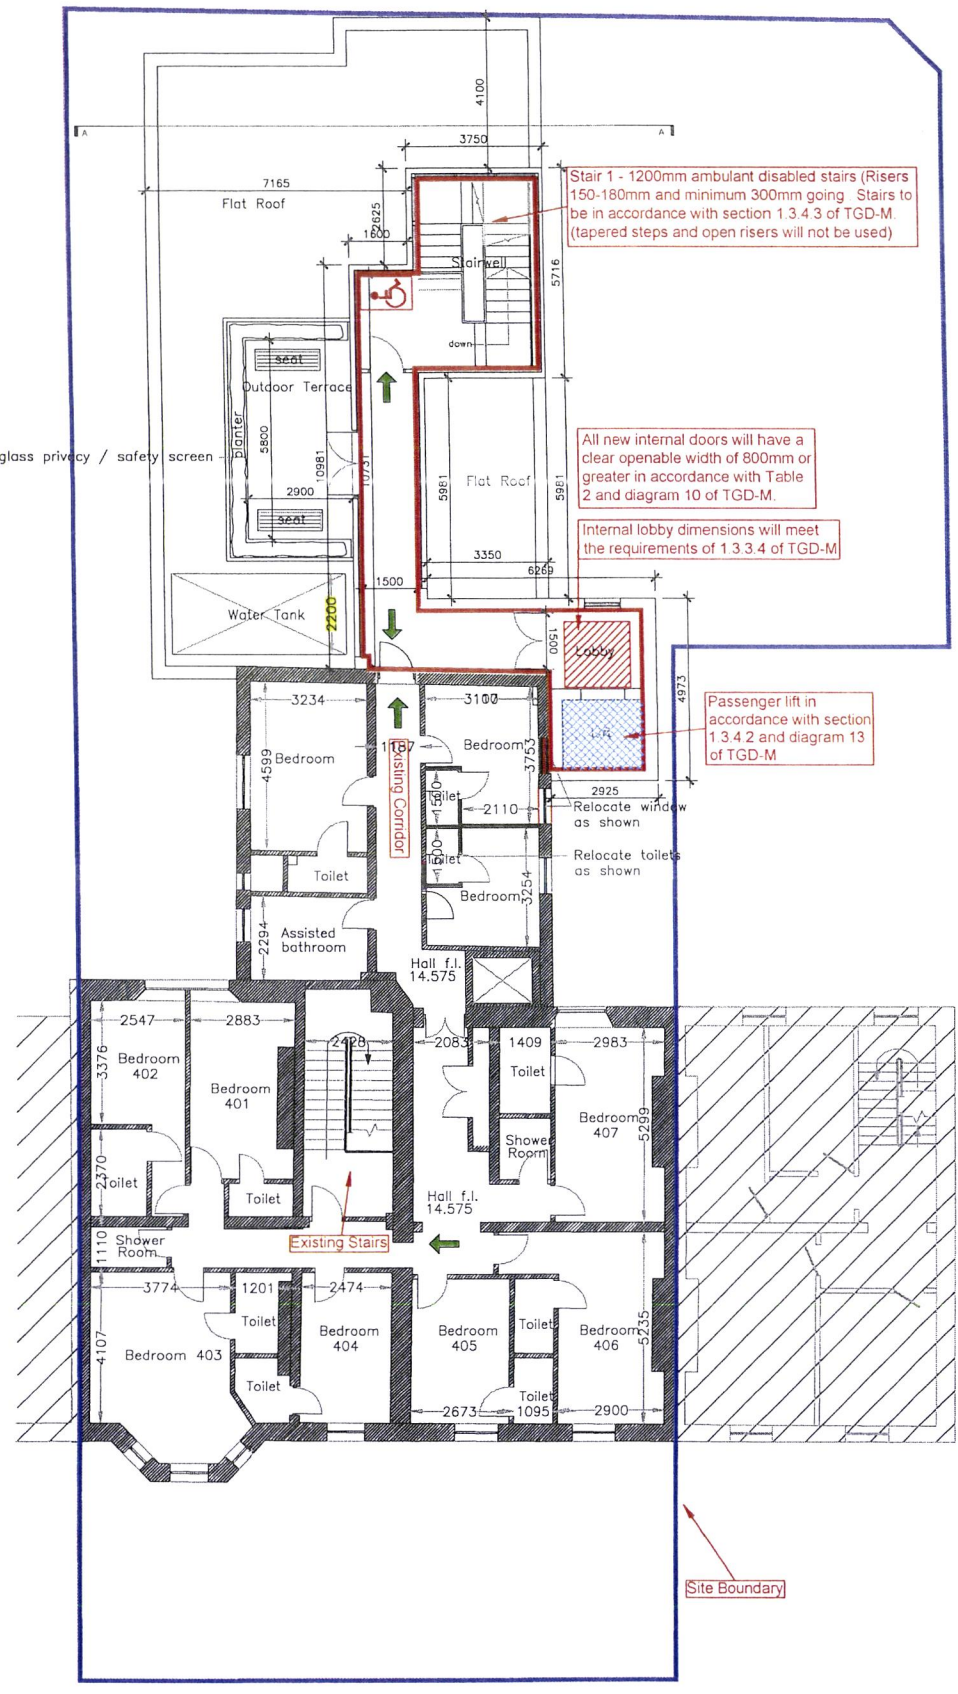 4100
A
A
3750
7165
Flat Roof
2625
1600
Stair 1 - 1200mm ambulant disabled stairs (Risers
150-180mm and minimum 300mm going Stairs to
be in accordance with section 1.3.4.3 of TGD-M.
(tapered steps and open risers will not be used)
Stairwell
5716
down
seat
Outdoor Terrace
planter
5800
glass privacy / safety screen
10981
10731
2900
seat
5981
Flat Roof
5981
All new internal doors will have a
clear openable width of 800mm or
greater in accordance with Table
2 and diagram 10 of TGD-M.
Internal lobby dimensions will meet
the requirements of 1.3.3.4 of TGD-M
3350
6269
1500
Water Tank
2200
1500
Lobby
4973
Lift
Passenger lift in
accordance with section
1.3.4.2 and diagram 13
of TGD-M
3234
Bedroom
4599
1187
Existing Corridor
Bedroom
3753
2925
Toilet
1500
2110
Relocate window
as shown
Toilet
1500
Relocate toilets
as shown
Bedroom
3254
Toilet
2294
Assisted
bathroom
Hall f.l.
14.575
2547
2883
2428
2083
1409
2983
3376
Bedroom
402
Bedroom
401
Toilet
Bedroom
407
5299
2370
Toilet
Toilet
Shower
Room
Hall f.l.
14.575
1110
Shower
Room
Existing Stairs
3774
1201
2474
4107
Bedroom 403
Toilet
Bedroom
404
Bedroom
405
Toilet
Bedroom
406
5235
Toilet
Toilet
2673
1095
2900
Site Boundary